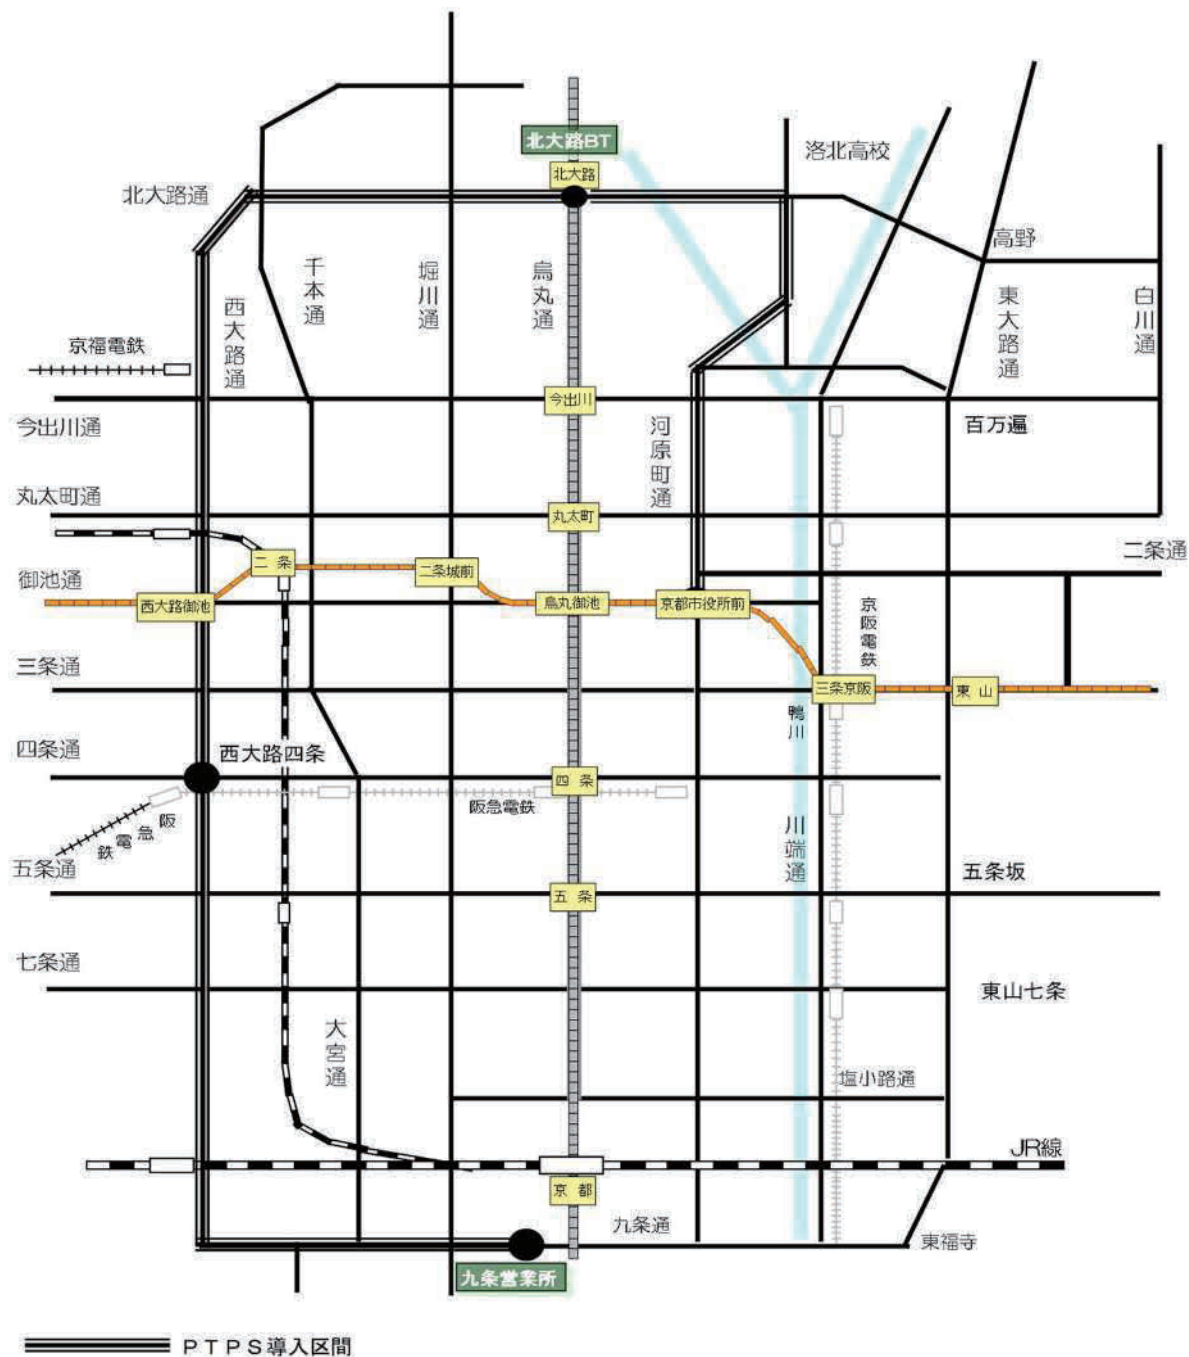 北大路BT
洛北高校
北大路
北大路通
高野
千本通
堀川通
烏丸通
西大路通
東大路通
白川通
京福電鉄
今出川
今出川通
河原町通
百万遍
丸太町通
丸太町
二条通
二条
二条城前
御池通
西大路御池
烏丸御池
京都市役所前
京阪電鉄
三条通
三条京阪
東山
鴨川
四条通
西大路四条
四条
阪急電鉄
阪急電鉄
川端通
五条通
五条坂
五条
七条通
東山七条
大宮通
塩小路通
JR線
京都
九条通
東福寺
九条営業所
PTPS導入区間